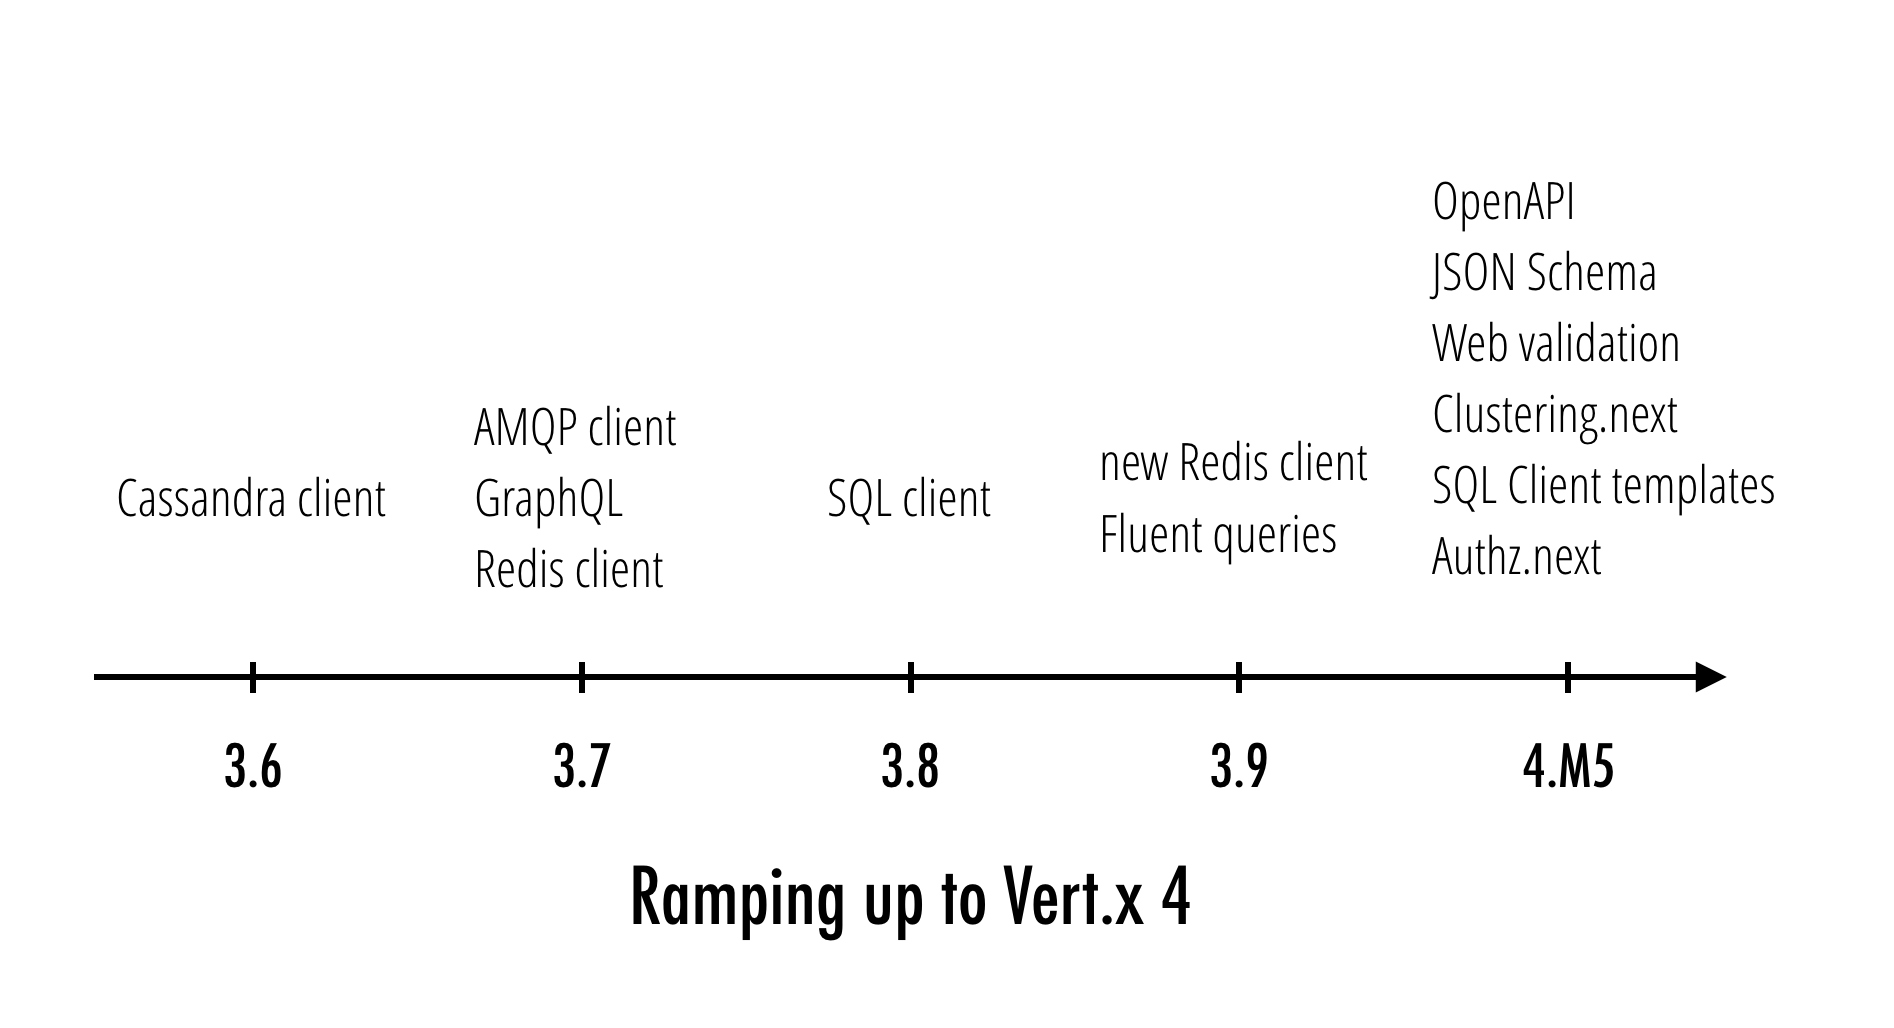 Cassandra client
AMQP client
GraphQL
Redis client
SQL client
new Redis client
Fluent queries
OpenAPI
JSON Schema
Web validation
Clustering.next
SQL Client templates
Authz.next
3.6
3.7
3.8
3.9
4.M5
Ramping up to Vert.x 4